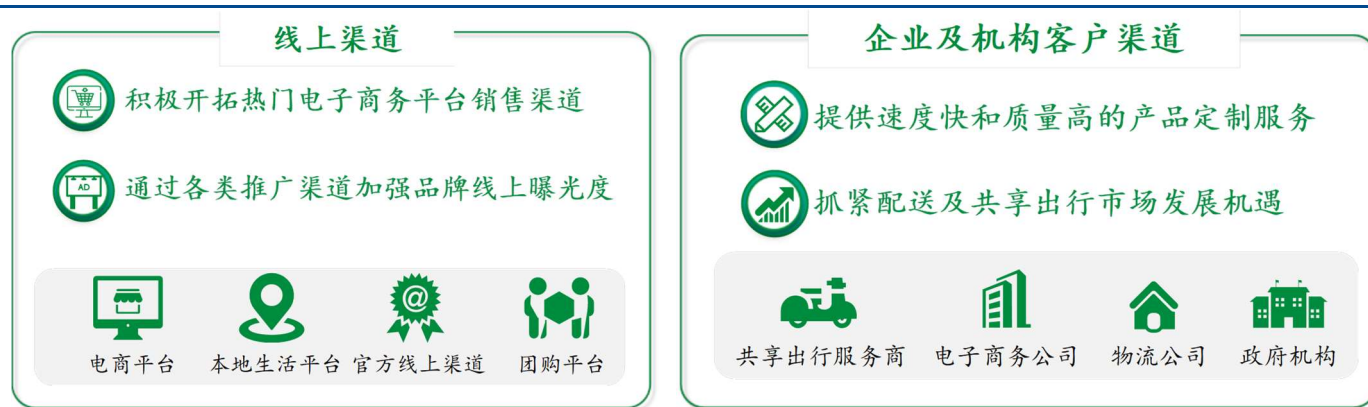 线上渠道
积极开拓热门电子商务平台销售渠道
AD
通过各类推广渠道加强品牌线上曝光度
@
电商平台
本地生活平台
官方线上渠道
团购平台
企业及机构客户渠道
提供速度快和质量高的产品定制服务
抓紧配送及共享出行市场发展机遇
共享出行服务商
电子商务公司
物流公司
政府机构